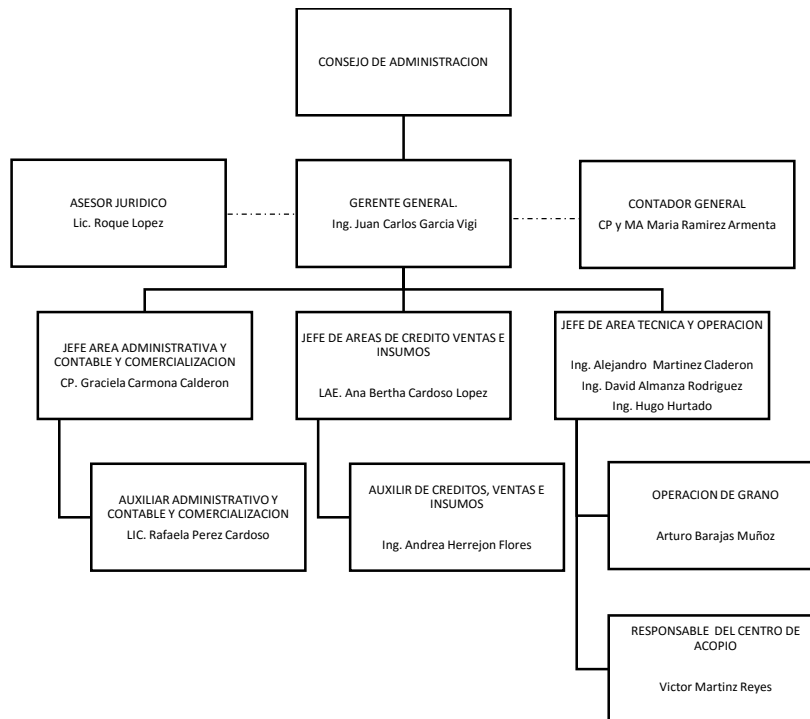 CONSEJO DE ADMINISTRACION
ASESOR JURIDICO
Lic. Roque Lopez
GERENTE GENERAL.
Ing. Juan Carlos Garcia Vigi
CONTADOR GENERAL
CP y MA Maria Ramirez Armenta
JEFE AREA ADMINISTRATIVA Y
CONTABLE Y COMERCIALIZACION
CP. Graciela Carmona Calderon
JEFE DE AREAS DE CREDITO VENTAS E
INSUMOS
LAE. Ana Bertha Cardoso Lopez
JEFE DE AREA TECNICA Y OPERACION
Ing. Alejandro Martinez Claderon
Ing. David Almanza Rodriguez
Ing. Hugo Hurtado
AUXILIAR ADMINISTRATIVO Y
CONTABLE Y COMERCIALIZACION
LIC. Rafaela Perez Cardoso
AUXILIR DE CREDITOS, VENTAS E
INSUMOS
Ing. Andrea Herrejon Flores
OPERACION DE GRANO
Arturo Barajas Muñoz
RESPONSABLE DEL CENTRO DE
ACOPIO
Victor Martinz Reyes